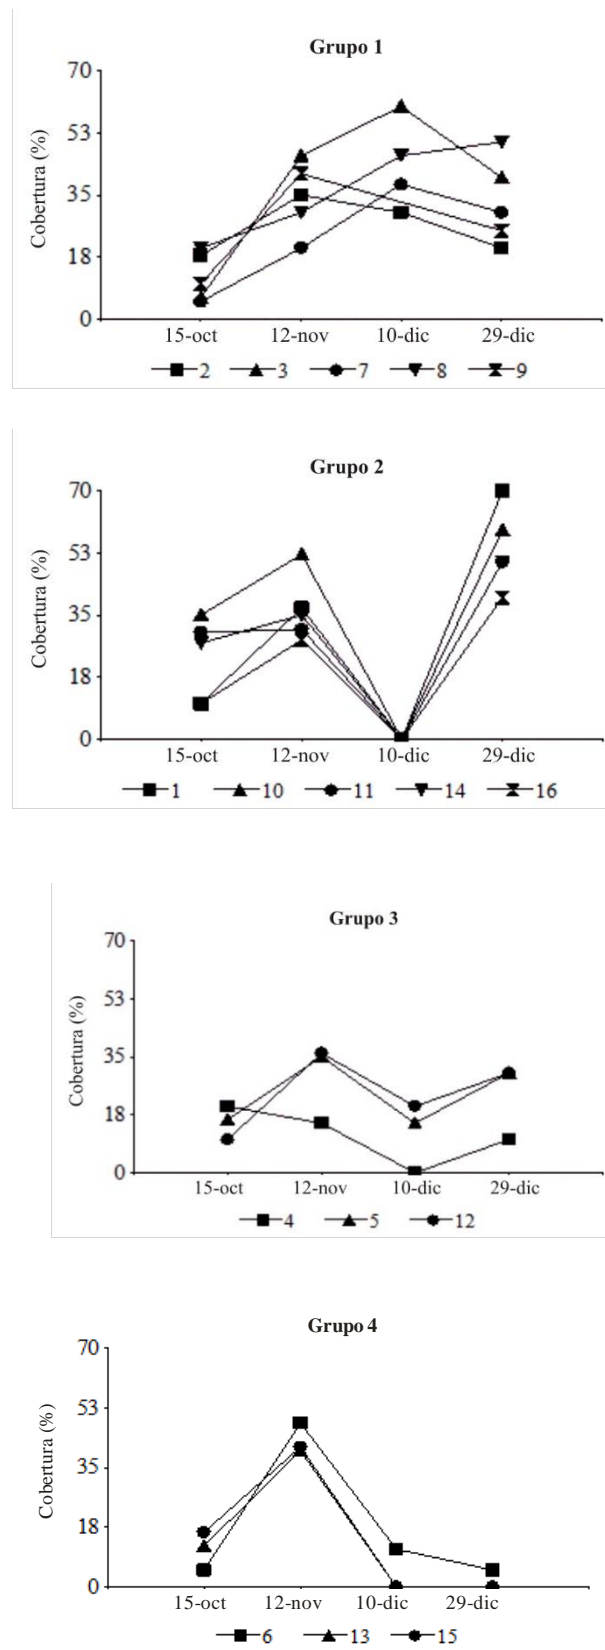 Grupo 1
70
53
35
18
0
Cobertura (%)
15-oct 12-nov 10-dic 29-dic
2 3 7 8 9
Grupo 2
70
53
35
18
0
Cobertura (%)
15-oct 12-nov 10-dic 29-dic
1 10 11 14 16
Grupo 3
70
53
35
18
0
Cobertura (%)
15-oct 12-nov 10-dic 29-dic
4 5 12
Grupo 4
70
53
35
18
0
Cobertura (%)
15-oct 12-nov 10-dic 29-dic
6 13 15